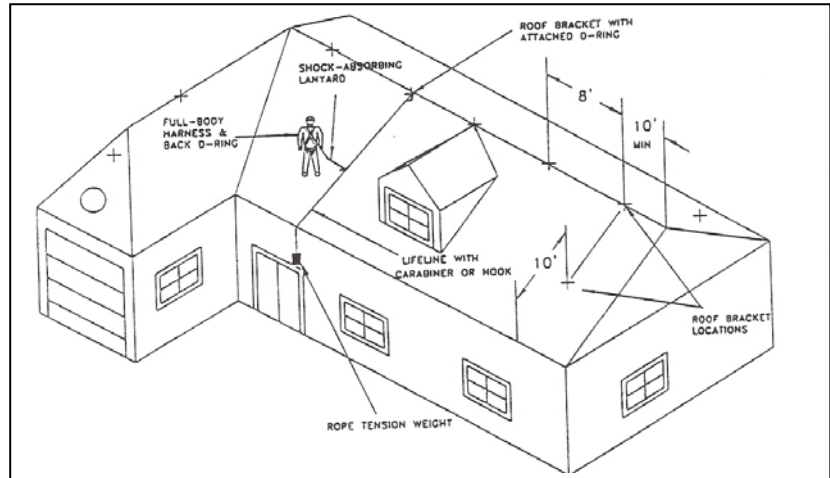 ROOF BRACKET WITH
ATTACHED D-RING
SHOCK-ABSORBING
LANYARD
8'
FULL-BODY
HARNESS &
BACK D-RING
10'
MIN
LIFELINE WITH
CARABINER OR HOOK
10'
ROOF BRACKET
LOCATIONS
ROPE TENSION WEIGHT